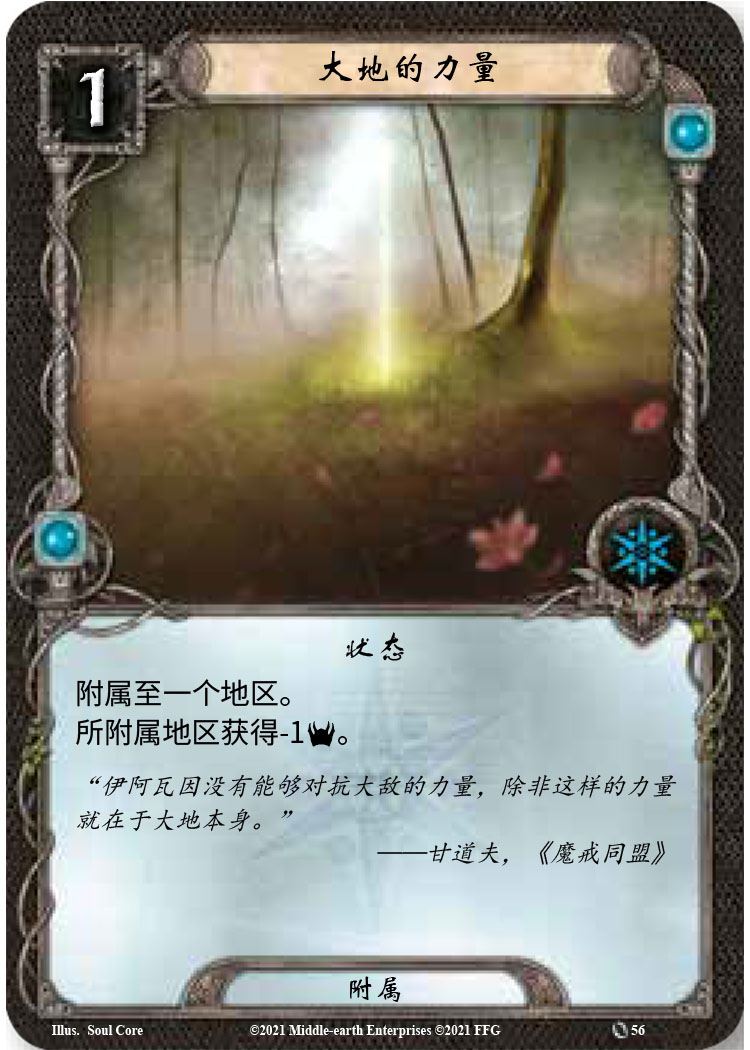 大地的力量
1
状态
附属至一个地区。
所附属地区获得-1。
“伊阿瓦因没有能够对抗大敌的力量，除非这样的力量
就在于大地本身。”
——甘道夫，《魔戒同盟》
附属
Illus. Soul Core
©2021 Middle-earth Enterprises ©2021 FFG
56